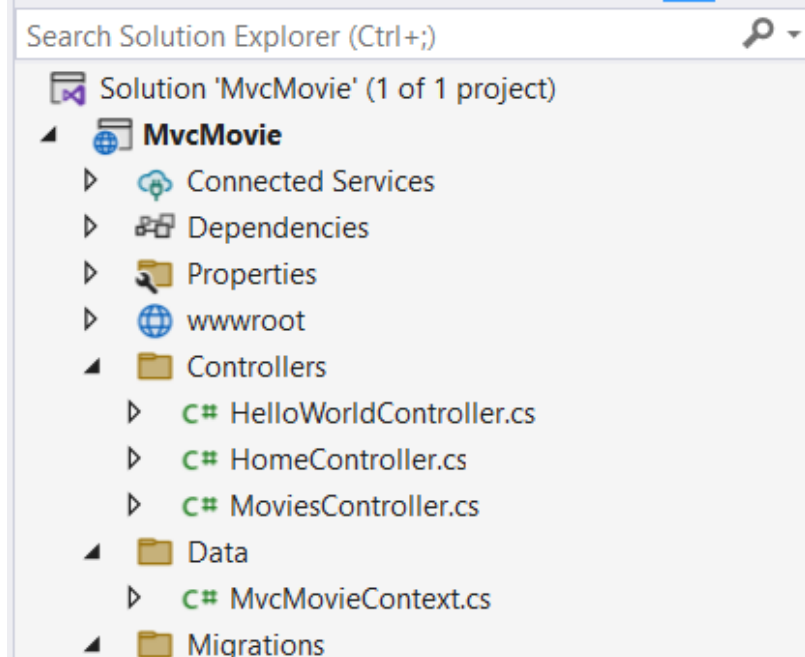 Search Solution Explorer (Ctrl+;)
Solution 'MvcMovie' (1 of 1 project)
MvcMovie
Connected Services
Dependencies
Properties
wwwroot
Controllers
C# HelloWorldController.cs
C# HomeController.cs
C# MoviesController.cs
Data
C# MvcMovieContext.cs
Migrations